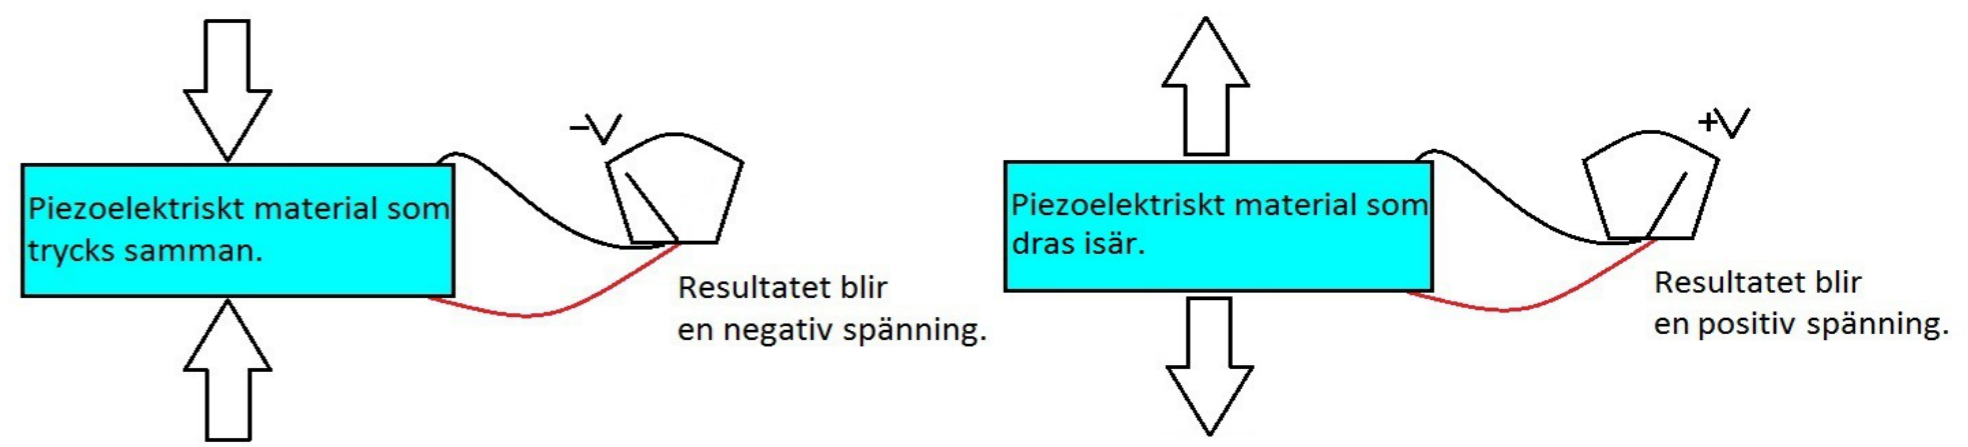 -V
Piezoelektriskt material som
trycks samman.
Resultatet blir
en negativ spänning.
+V
Piezoelektriskt material som
dras isär.
Resultatet blir
en positiv spänning.